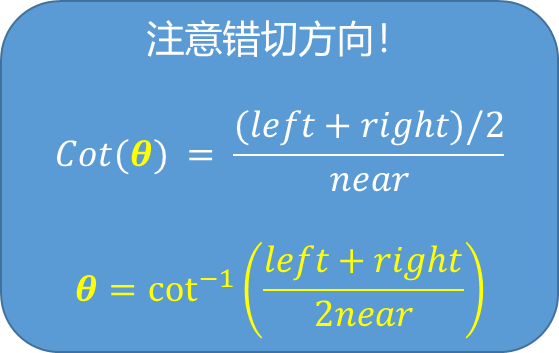 注意错切方向！
Cot(θ) = (left + right)/2 / near
θ = cot⁻¹((left + right) / 2near)